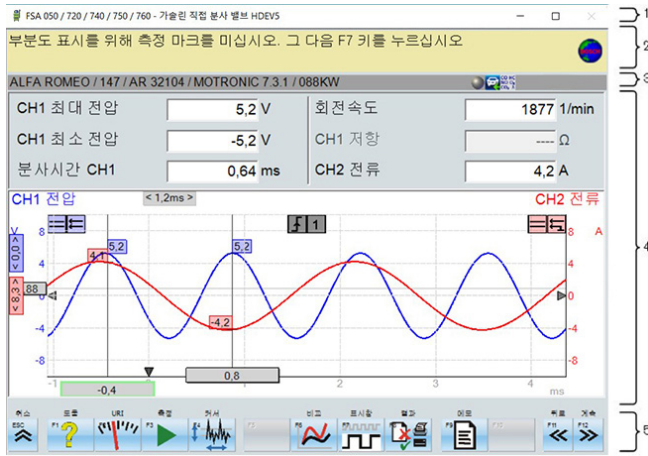 FSA 050 / 720 / 740 / 750 / 760 - 가솔린 직접 분사 밸브 HDEV5
1
부분도 표시를 위해 측정 마크를 미십시오. 그 다음 F7 키를 누르십시오
2
ALFA ROMEO / 147 / AR 32104 / MOTRONIC 7.3.1 / 088KW
3
CH1 최대 전압 5,2 V 회전속도 1877 1/min
CH1 최소 전압 -5,2 V CH1 저항 ---- Ω
분사시간 CH1 0,64 ms CH2 전류 4,2 A
CH1 전압 < 1,2ms > CH2 전류
V 8 1 8 A
< 0,0 >
4,1 5,2 5,2
4 4
4
< 8,3 >
88
0 0
-4,2
-4 -4
-8 -8
-1 2 3 4
-0,4 0,8
ms
취소 도움 URI 측정 커서 비교 표시할 결과 메모 뒤로 계속
ESC F1 F3 F4 F5 F6 F7 F9 F10 F11 F12
5